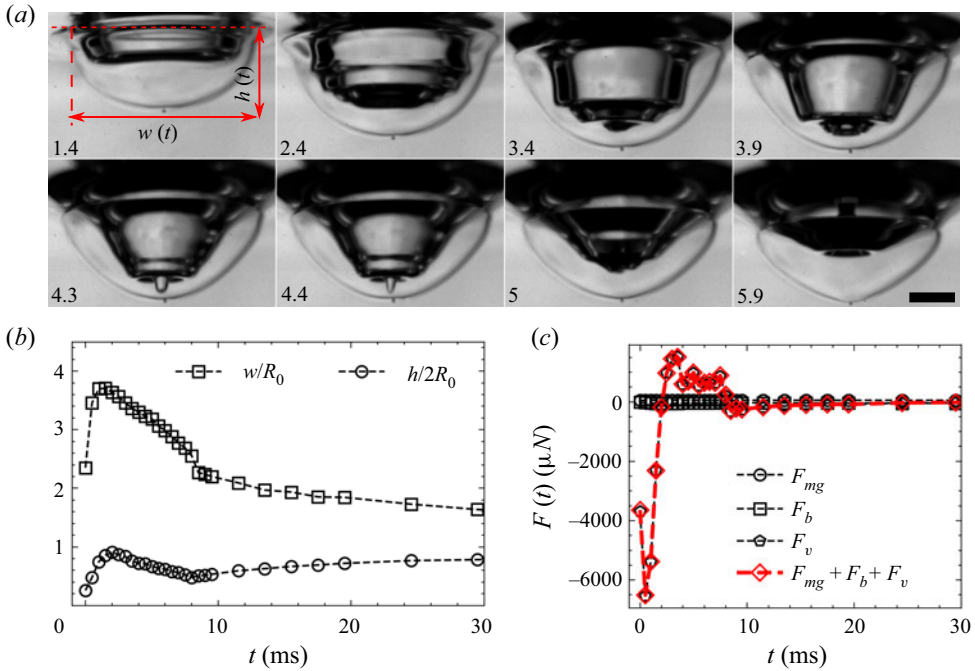 (a)
h (t)
w (t)
1.4
2.4
3.4
3.9
4.3
4.4
5
5.9
(b)
(c)
w/R0
h/2R0
4
3
2
1
0
10
20
30
t (ms)
F (t) (μN)
0
–2000
–4000
–6000
Fmg
Fb
Fv
Fmg + Fb + Fv
0
10
20
30
t (ms)